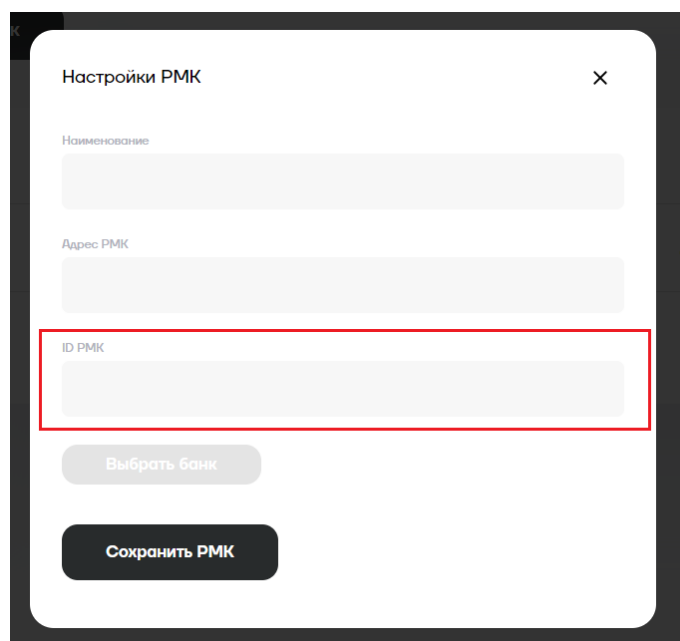 К
Настройки РМК
Наименование
Адрес РМК
ID РМК
Выбрать банк
Сохранить РМК